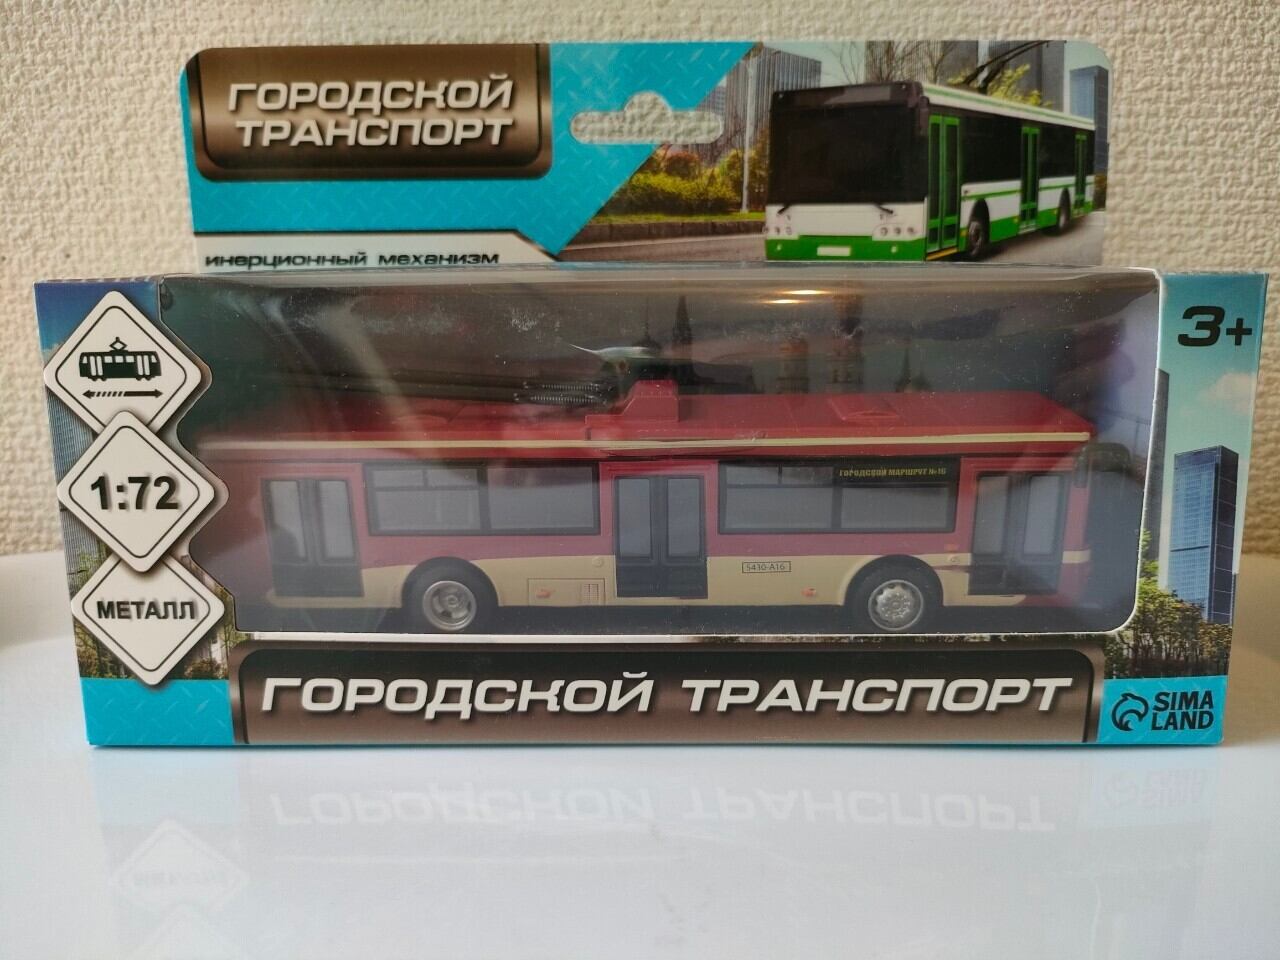 ГОРОДСКОЙ
ТРАНСПОРТ
инерционный механизм
3+
1:72
МЕТАЛЛ
ГОРОДСКОЙ МАРШРУТ №16
5430-A16
ГОРОДСКОЙ ТРАНСПОРТ
SIMA
LAND